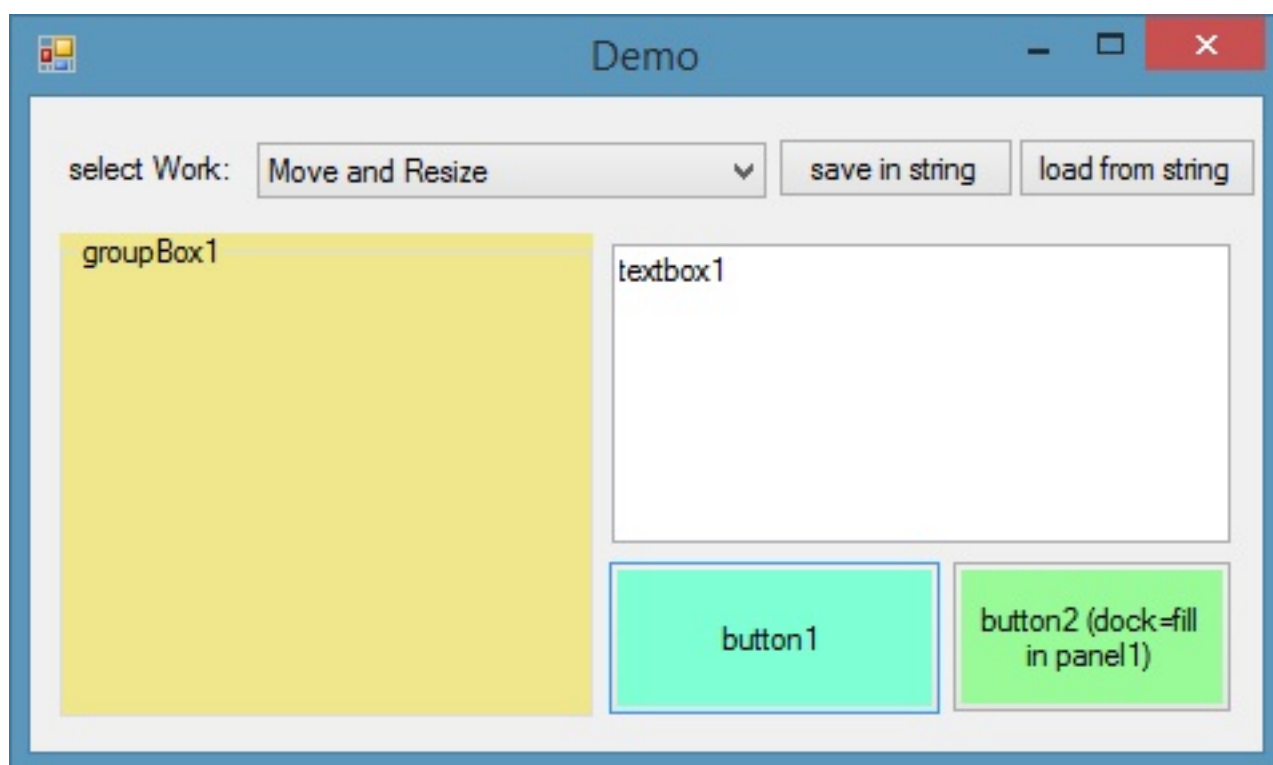 Demo
select Work: Move and Resize save in string load from string
groupBox1
textbox1
button1
button2 (dock=fill
in panel1)